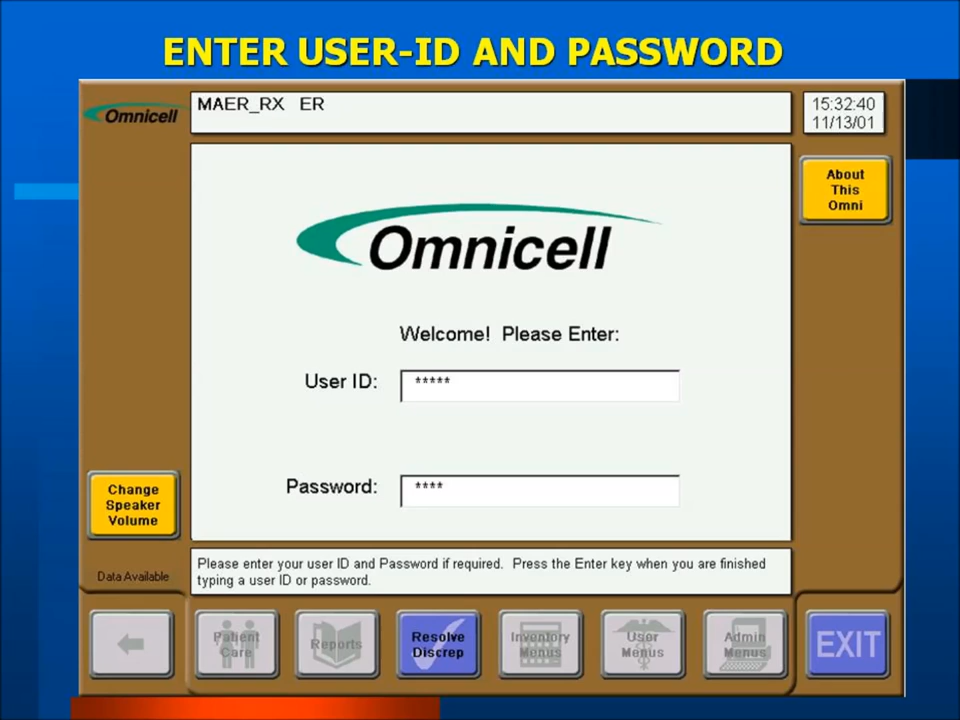 ENTER USER-ID AND PASSWORD
Omnicell
MAER_RX ER
15:32:40
11/13/01
About
This
Omni
Omnicell
Welcome! Please Enter:
User ID: *****
Password: ****
Change
Speaker
Volume
Data Available
Please enter your user ID and Password if required. Press the Enter key when you are finished
typing a user ID or password.
Patient
Care
Reports
Resolve
Discrep
Inventory
Menus
User
Menus
Admin
Menus
EXIT